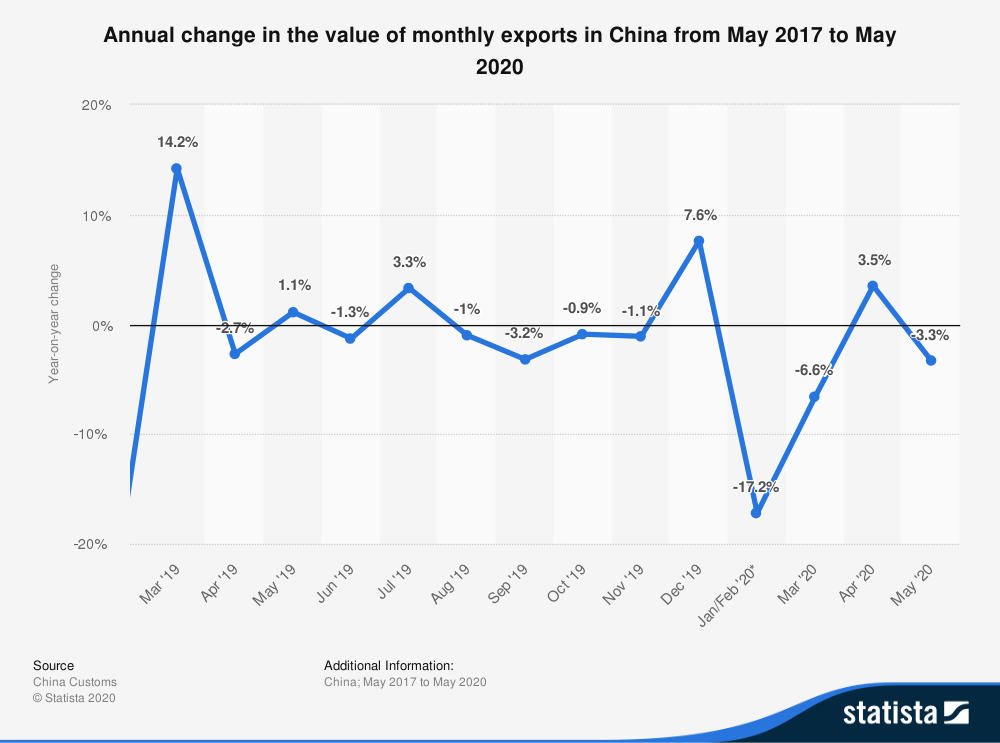 Annual change in the value of monthly exports in China from May 2017 to May
2020
20%
10%
0%
-10%
-20%
Year-on-year change
14.2%
-2.7%
1.1%
-1.3%
3.3%
-1%
-3.2%
-0.9%
-1.1%
7.6%
-17.2%
-6.6%
3.5%
-3.3%
Mar '19
Apr '19
May '19
Jun '19
Jul '19
Aug '19
Sep '19
Oct '19
Nov '19
Dec '19
Jan/Feb '20*
Mar '20
Apr '20
May '20
Source
China Customs
© Statista 2020
Additional Information:
China; May 2017 to May 2020
statista